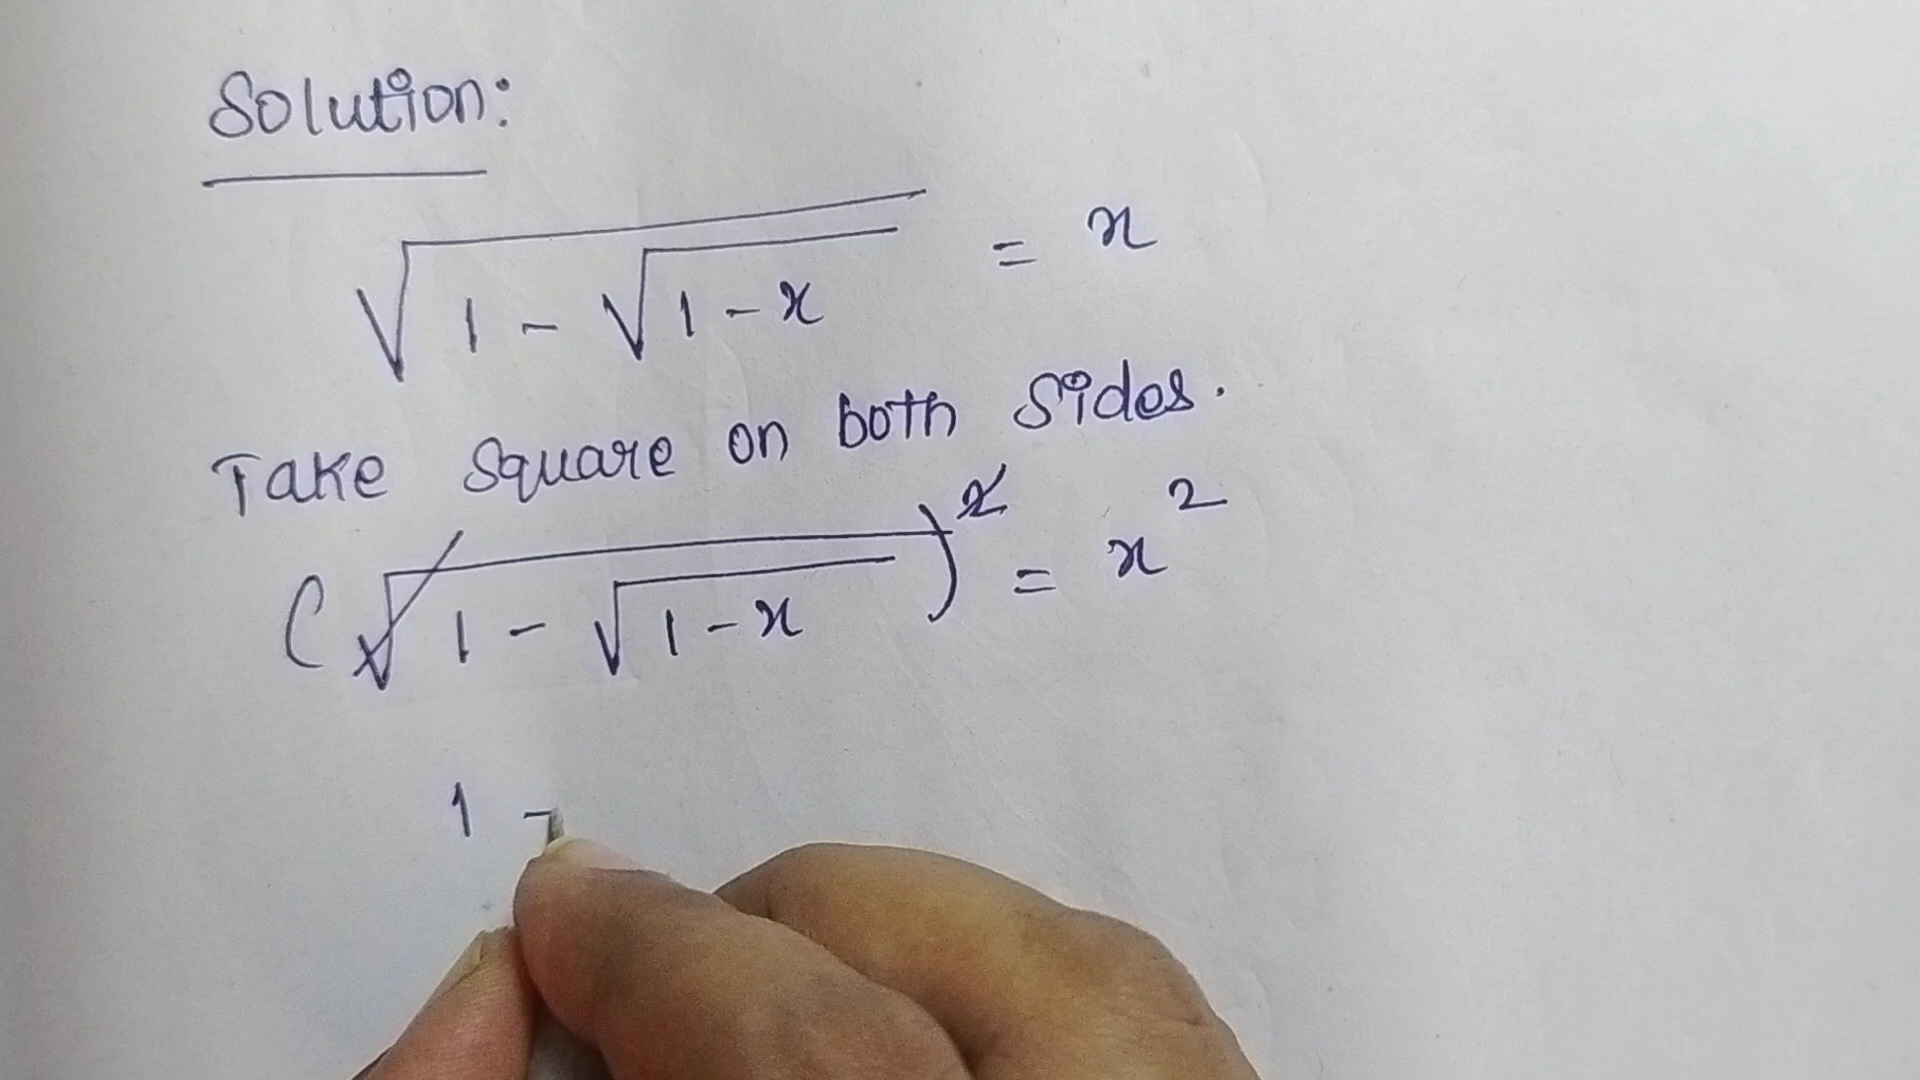 Solution:
√(1 - √(1 - x)) = x
Take Square on both Sides.
(√(1 - √(1 - x)))² = x²
1 -